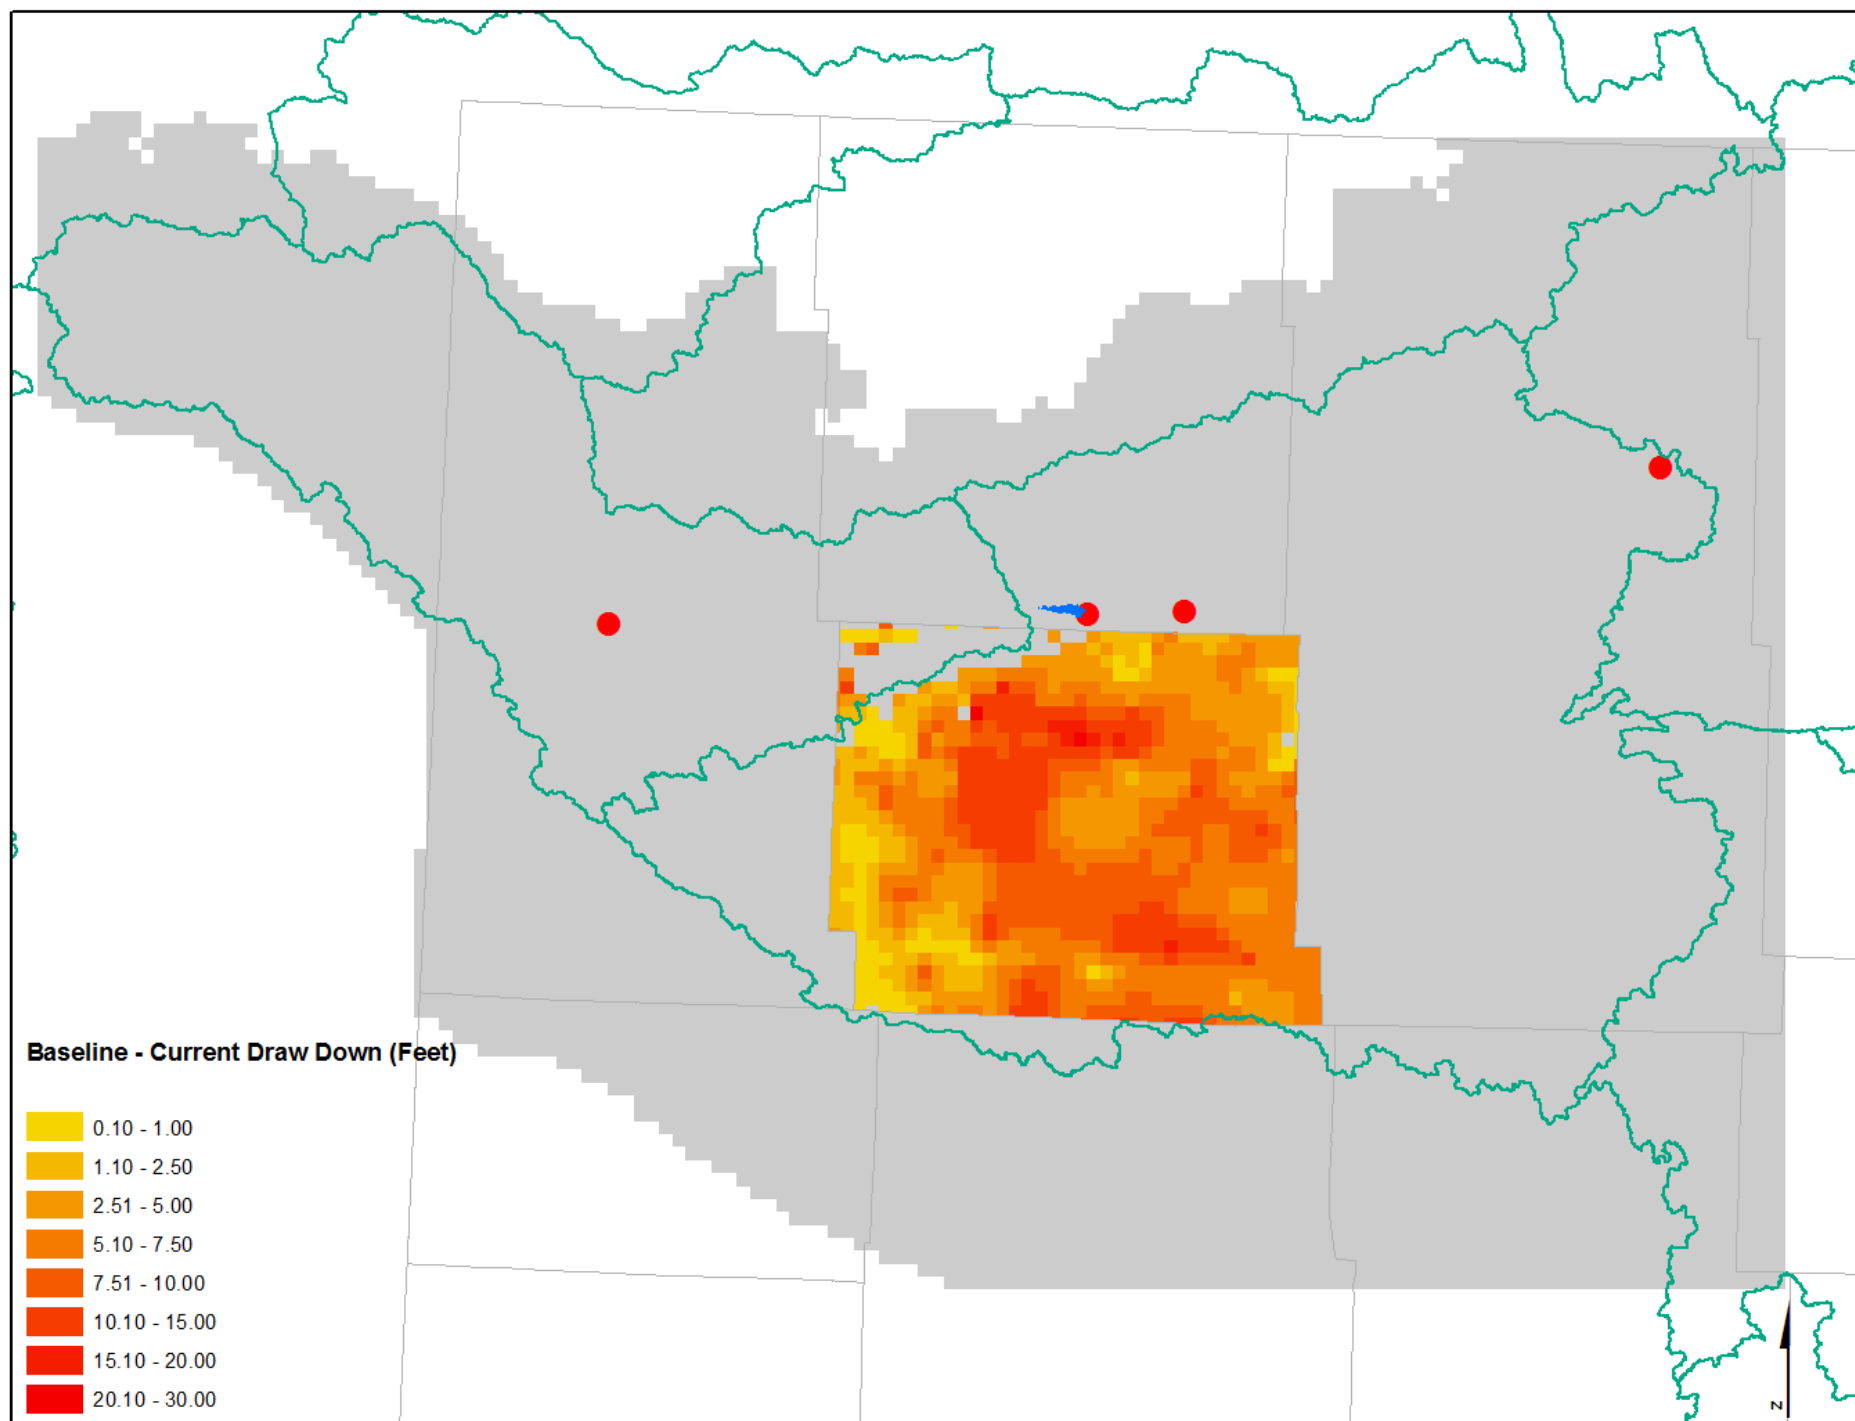 Baseline - Current Draw Down (Feet)
0.10 - 1.00
1.10 - 2.50
2.51 - 5.00
5.10 - 7.50
7.51 - 10.00
10.10 - 15.00
15.10 - 20.00
20.10 - 30.00
N